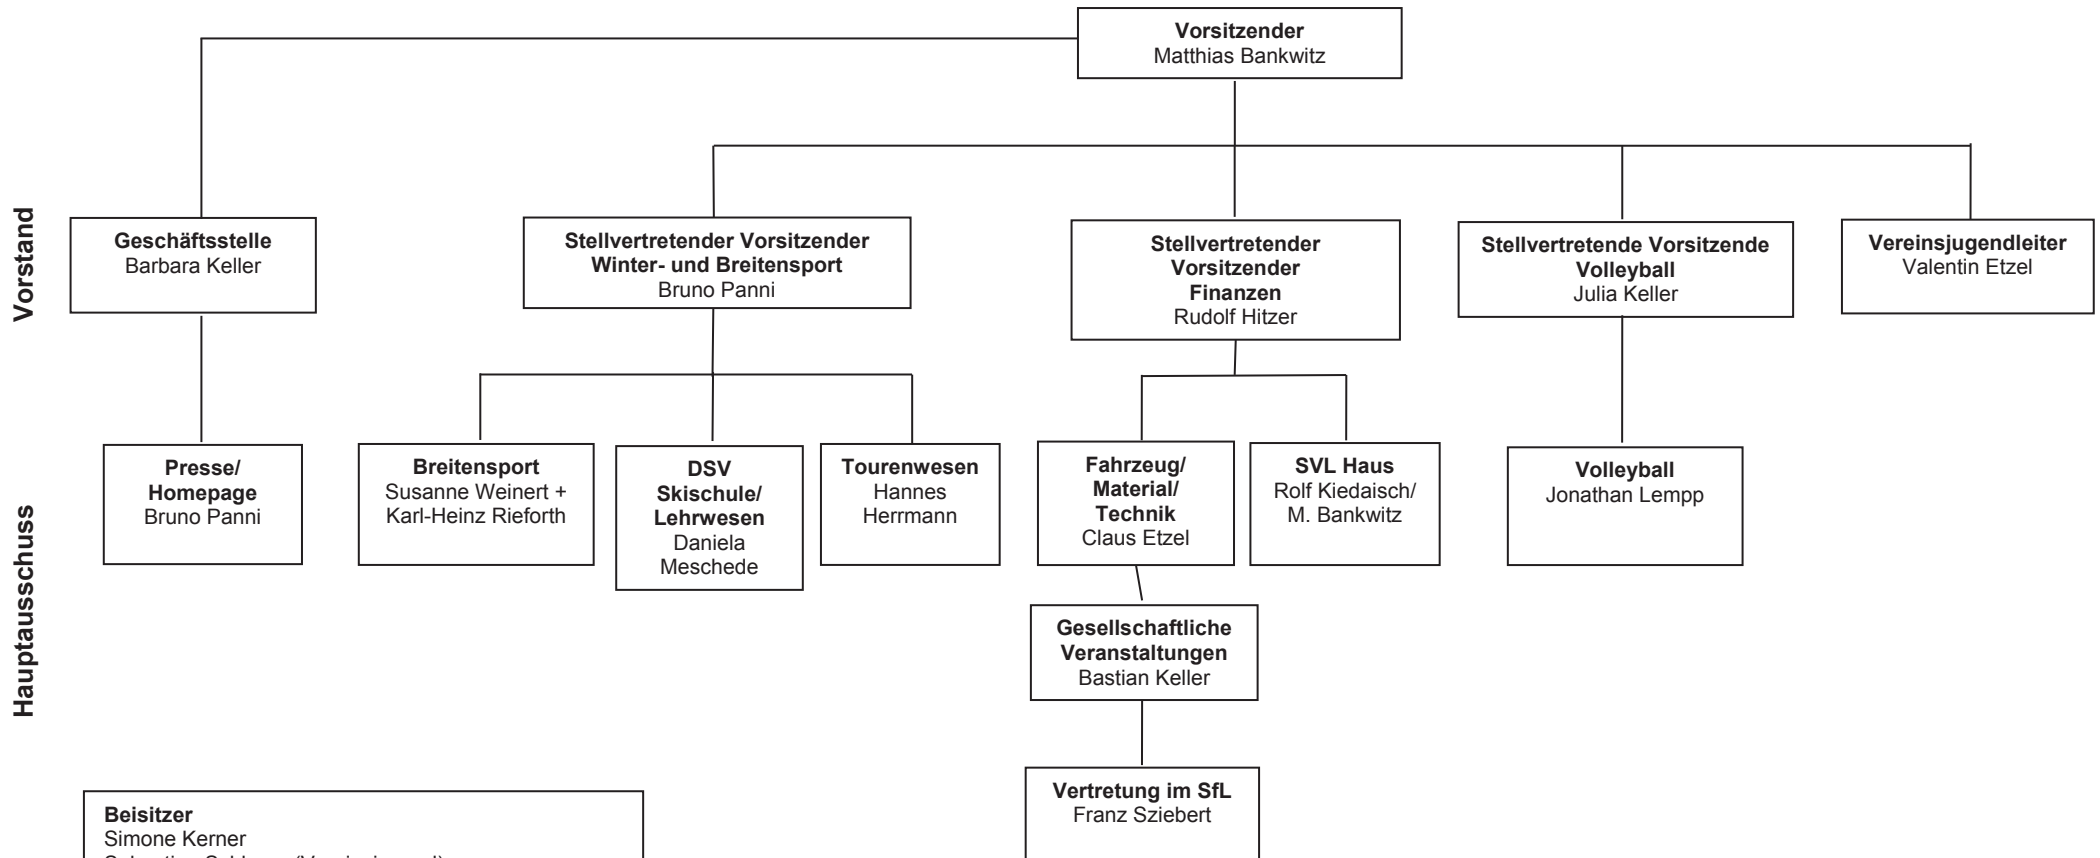 Vorsitzender
Matthias Bankwitz
Vorstand
Geschäftsstelle
Barbara Keller
Stellvertretender Vorsitzender
Winter- und Breitensport
Bruno Panni
Stellvertretender
Vorsitzender
Finanzen
Rudolf Hitzer
Stellvertretende Vorsitzende
Volleyball
Julia Keller
Vereinsjugendleiter
Valentin Etzel
Hauptausschuss
Presse/
Homepage
Bruno Panni
Breitensport
Susanne Weinert +
Karl-Heinz Rieforth
DSV
Skischule/
Lehrwesen
Daniela
Meschede
Tourenwesen
Hannes
Herrmann
Fahrzeug/
Material/
Technik
Claus Etzel
SVL Haus
Rolf Kiedaisch/
M. Bankwitz
Volleyball
Jonathan Lempp
Gesellschaftliche
Veranstaltungen
Bastian Keller
Vertretung im SfL
Franz Sziebert
Beisitzer
Simone Kerner